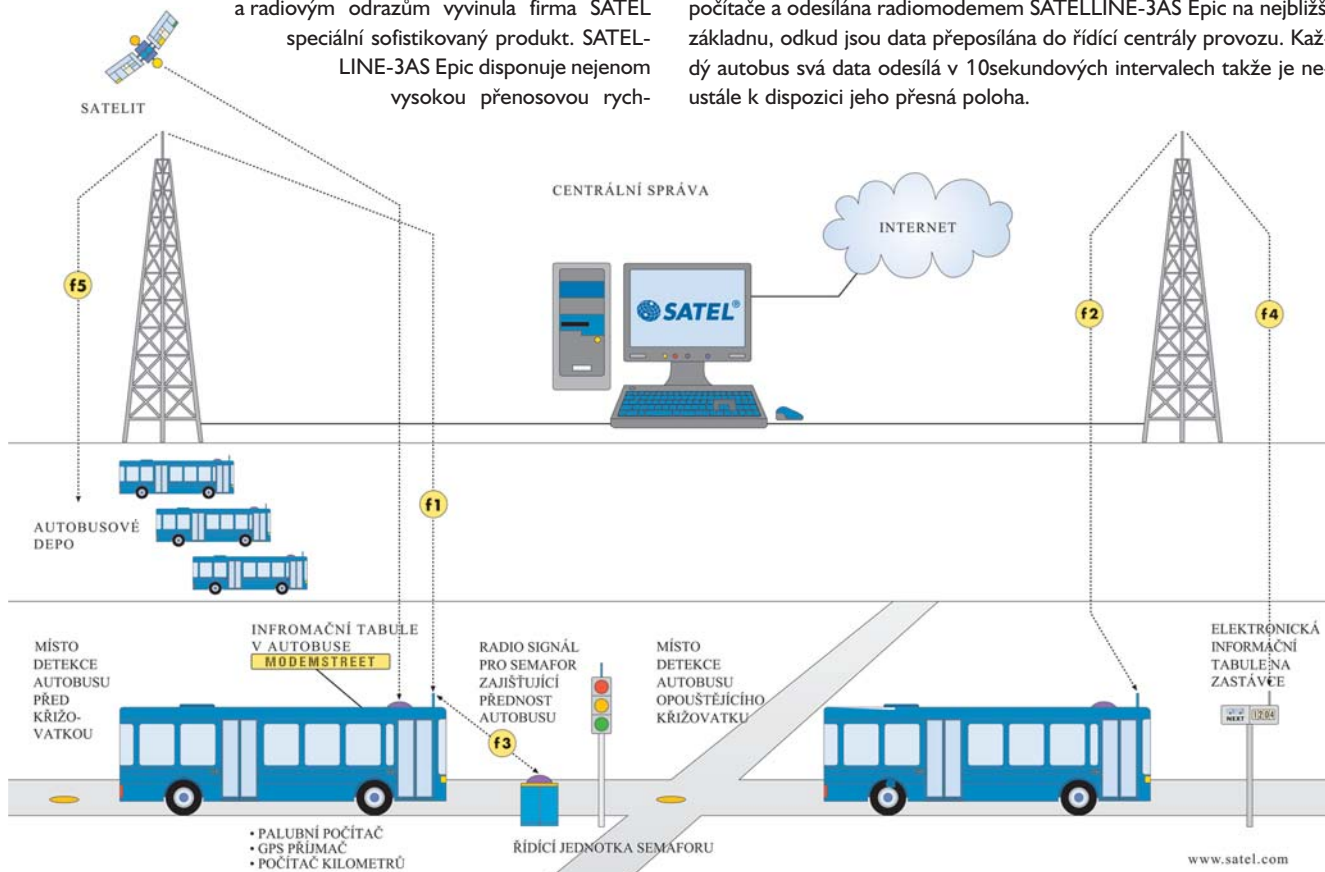 a radiovým odrazům vyvinula firma SATEL
speciální sofistikovaný produkt. SATEL-
LINE-3AS Epic disponuje nejenom
vysokou přenosovou rych-
počítače a odesílána radiomodemem SATELLINE-3AS Epic na nejbližš
základnu, odkud jsou data přeposílána do řídící centrály provozu. Kaž-
dý autobus svá data odesílá v 10sekundových intervalech takže je ne-
ustále k dispozici jeho přesná poloha.
SATELIT
CENTRÁLNÍ SPRÁVA
INTERNET
SATEL®
f5
f2
f4
f1
AUTOBUSOVÉ
DEPO
MÍSTO
DETEKCE
AUTOBUSU
PŘED
KŘIŽO-
VATKOU
INFROMAČNÍ TABULE
V AUTOBUSE
MODEMSTREET
RADIO SIGNÁL
PRO SEMAFOR
ZAJIŠŤUJÍCÍ
PŘEDNOST
AUTOBUSU
MÍSTO
DETEKCE
AUTOBUSU
OPOUŠTĚJÍCÍHO
KŘIŽOVATKU
ELEKTRONICKÁ
INFORMAČNÍ
TABULE NA
ZASTÁVCE
NEXT 12:04
f3
• PALUBNÍ POČÍTAČ
• GPS PŘÍJMAČ
• POČÍTAČ KILOMETRŮ
ŘÍDÍCÍ JEDNOTKA SEMÁFORU
www.satel.com